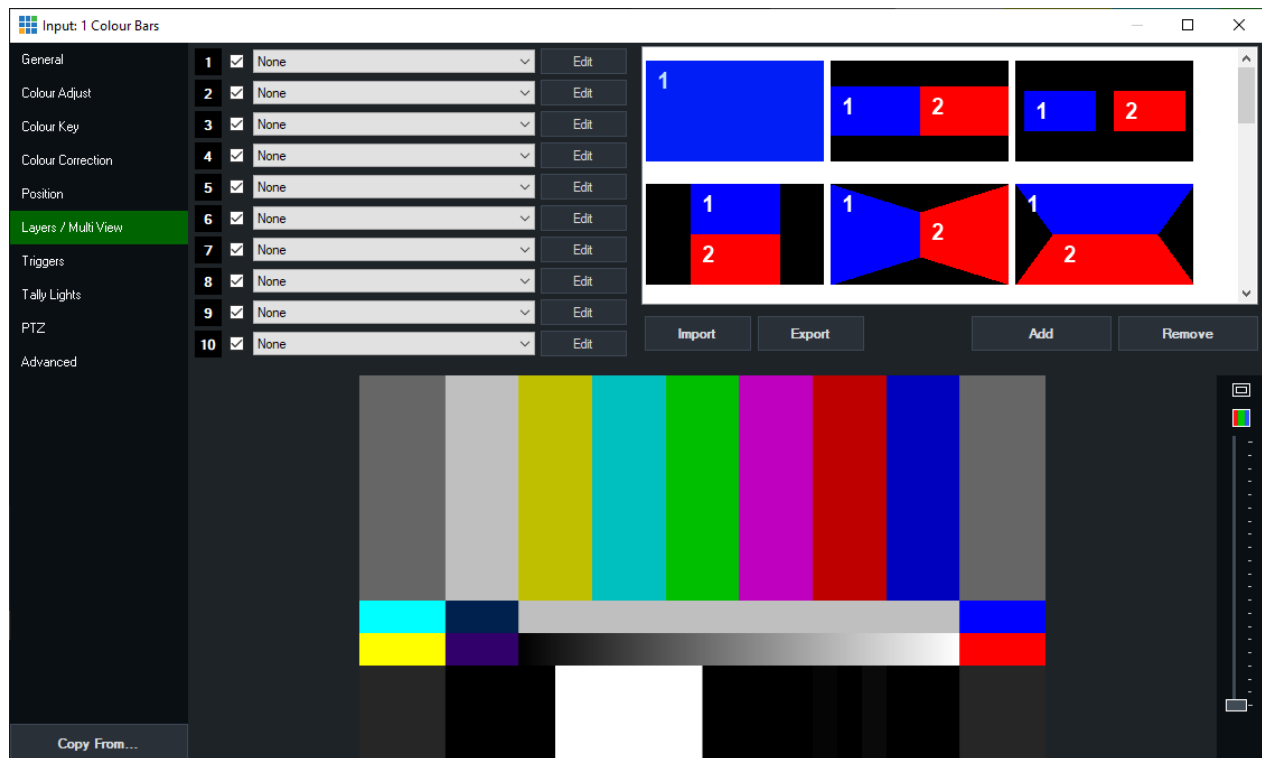 Input: 1 Colour Bars
General
Colour Adjust
Colour Key
Colour Correction
Position
Layers / Multi View
Triggers
Tally Lights
PTZ
Advanced
Copy From...
1 None Edit
2 None Edit
3 None Edit
4 None Edit
5 None Edit
6 None Edit
7 None Edit
8 None Edit
9 None Edit
10 None Edit
1
1 2
1 2
1
2
1 2
1
2
Import Export Add Remove